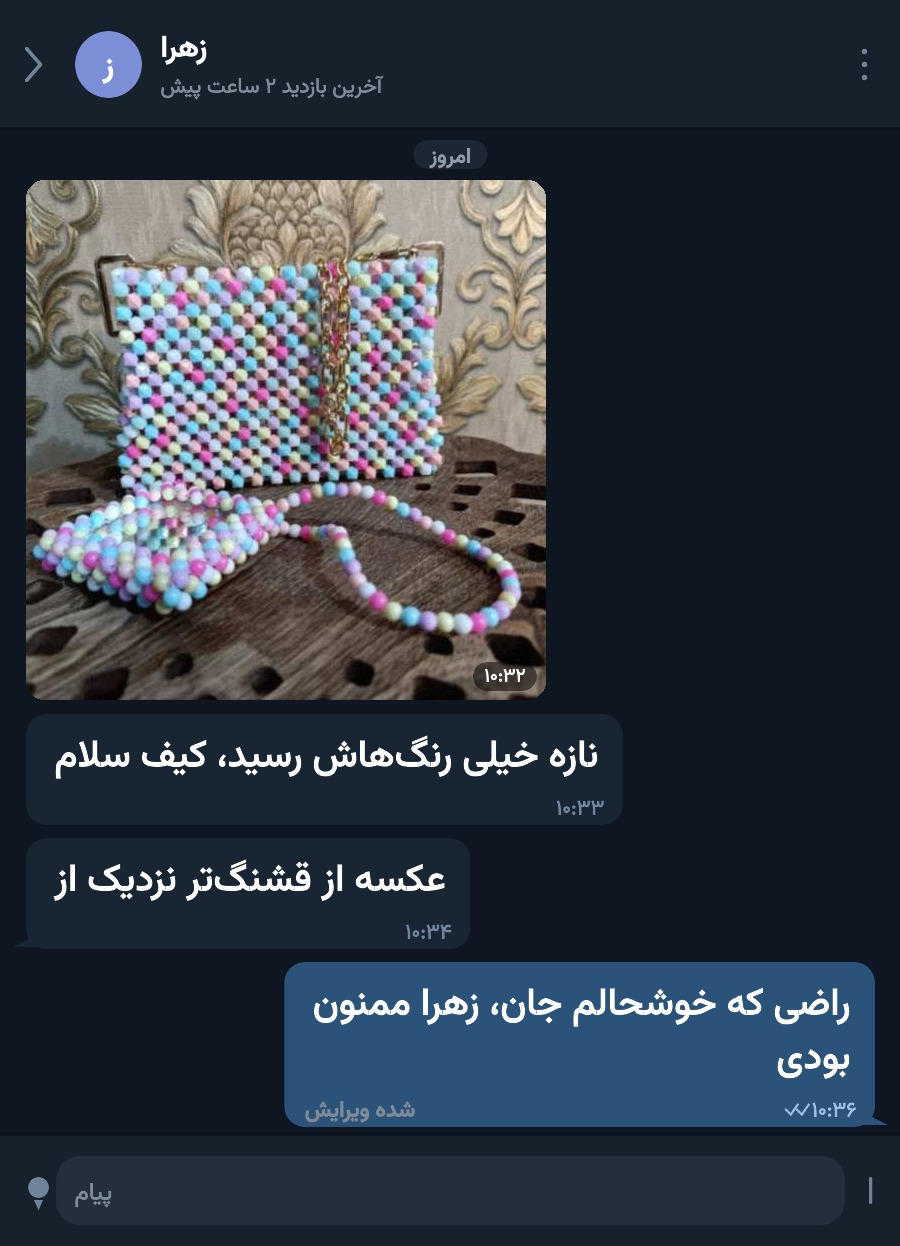 زهرا
ز
آخرین بازدید ۲ ساعت پیش
امروز
۱۰:۳۲
نازه خیلی رنگ‌هاش رسید، کیف سلام
۱۰:۳۳
عکسه از قشنگ‌تر نزدیک از
۱۰:۳۴
راضی که خوشحالم جان، زهرا ممنون
بودی
۱۰:۳۶
شده ویرایش
پیام